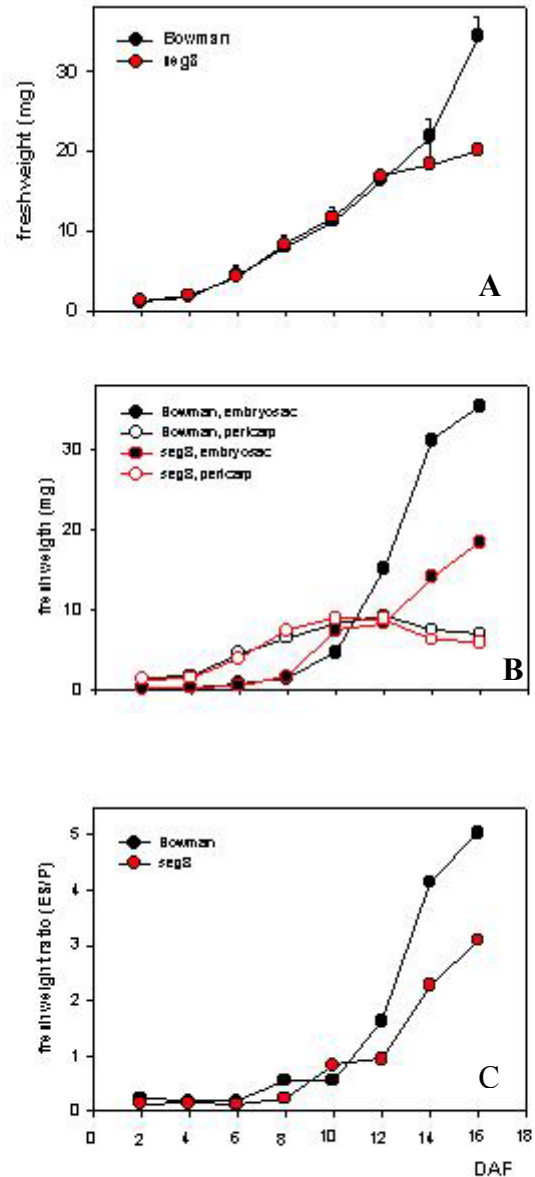 Bowman
seg8
freshweight (mg)
30
20
10
0
A
Bowman, embryosac
Bowman, pericarp
seg8, embryosac
seg8, pericarp
freshweigth (mg)
30
20
10
0
B
Bowman
seg8
freshweight ratio (ES/P)
5
4
3
2
1
0
C
0 2 4 6 8 10 12 14 16 18
DAF